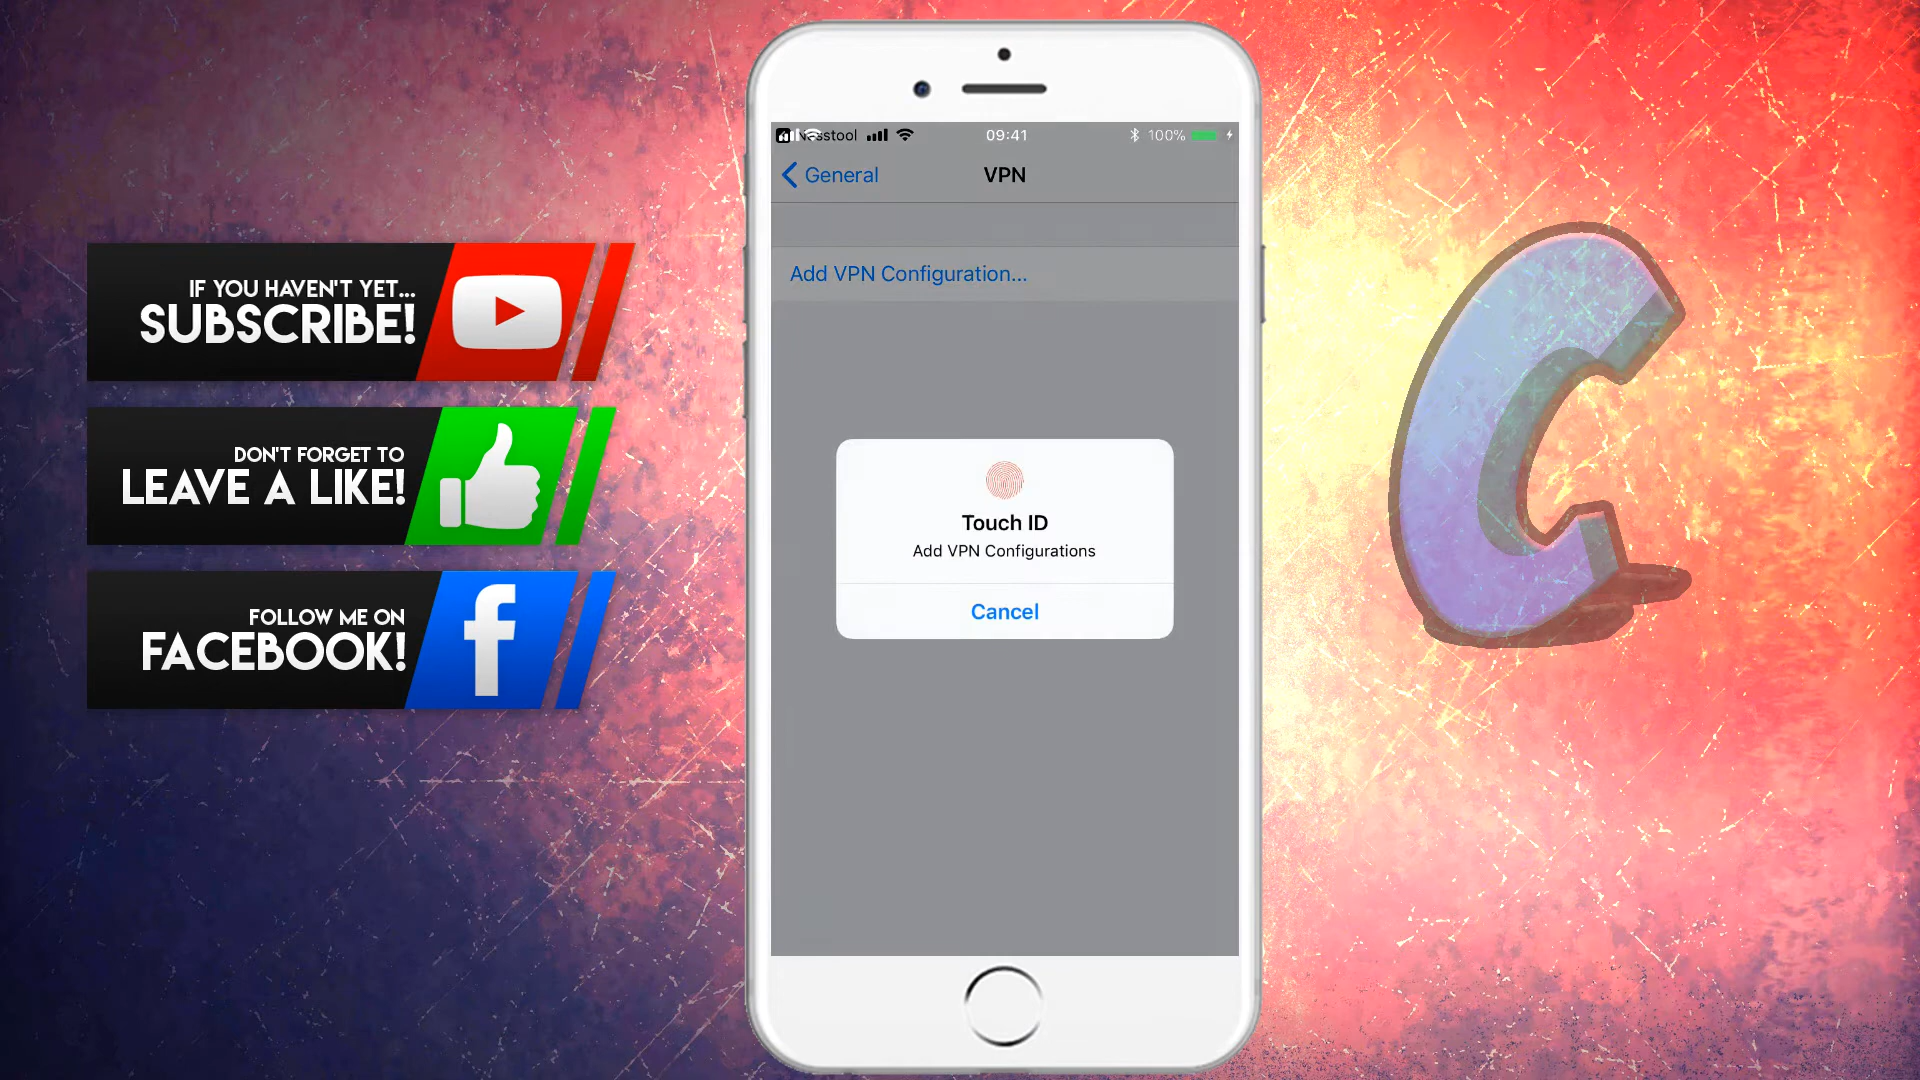 IF YOU HAVEN'T YET...
SUBSCRIBE!
DON'T FORGET TO
LEAVE A LIKE!
FOLLOW ME ON
FACEBOOK!
09:41
100%
General
VPN
Add VPN Configuration...
Touch ID
Add VPN Configurations
Cancel
C